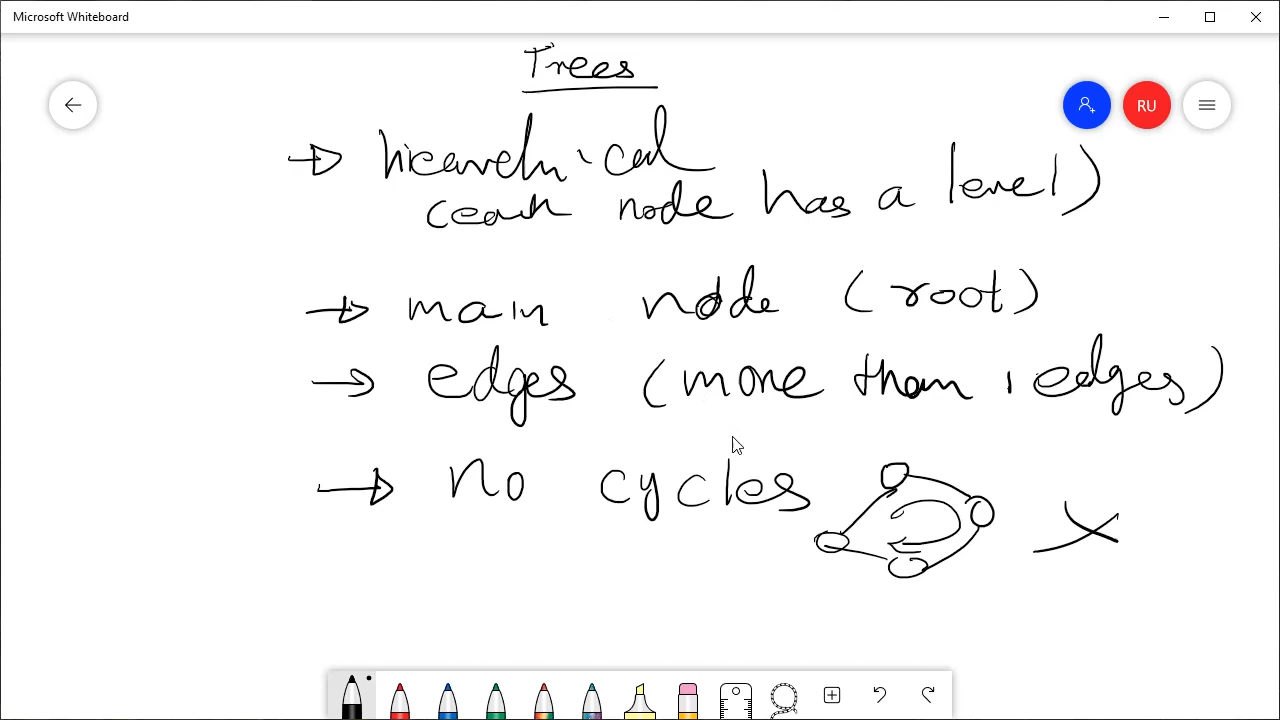 Microsoft Whiteboard
Trees
RU
→ hierarchical
(each node has a level)
→ main node (root)
→ edges (more than 1 edges)
→ no cycles